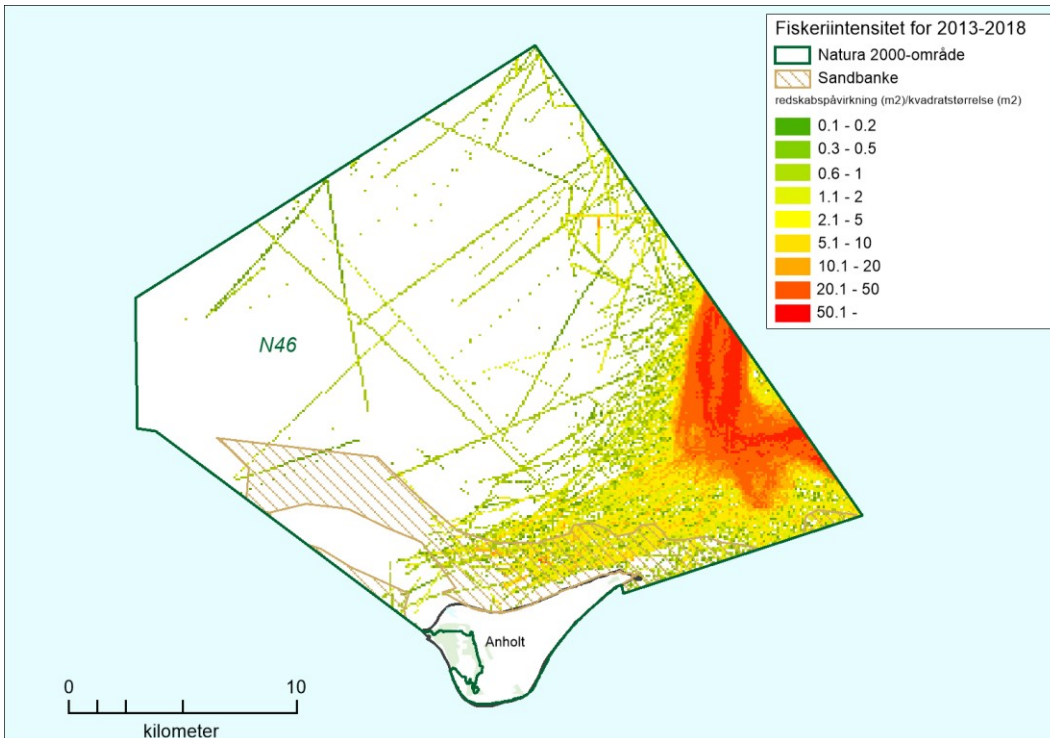 Fiskeriintensitet for 2013-2018
Natura 2000-område
Sandbanke
redskabspåvirkning (m2)/kvadratstørrelse (m2)
0.1 - 0.2
0.3 - 0.5
0.6 - 1
1.1 - 2
2.1 - 5
5.1 - 10
10.1 - 20
20.1 - 50
50.1 -
N46
Anholt
0 10
kilometer